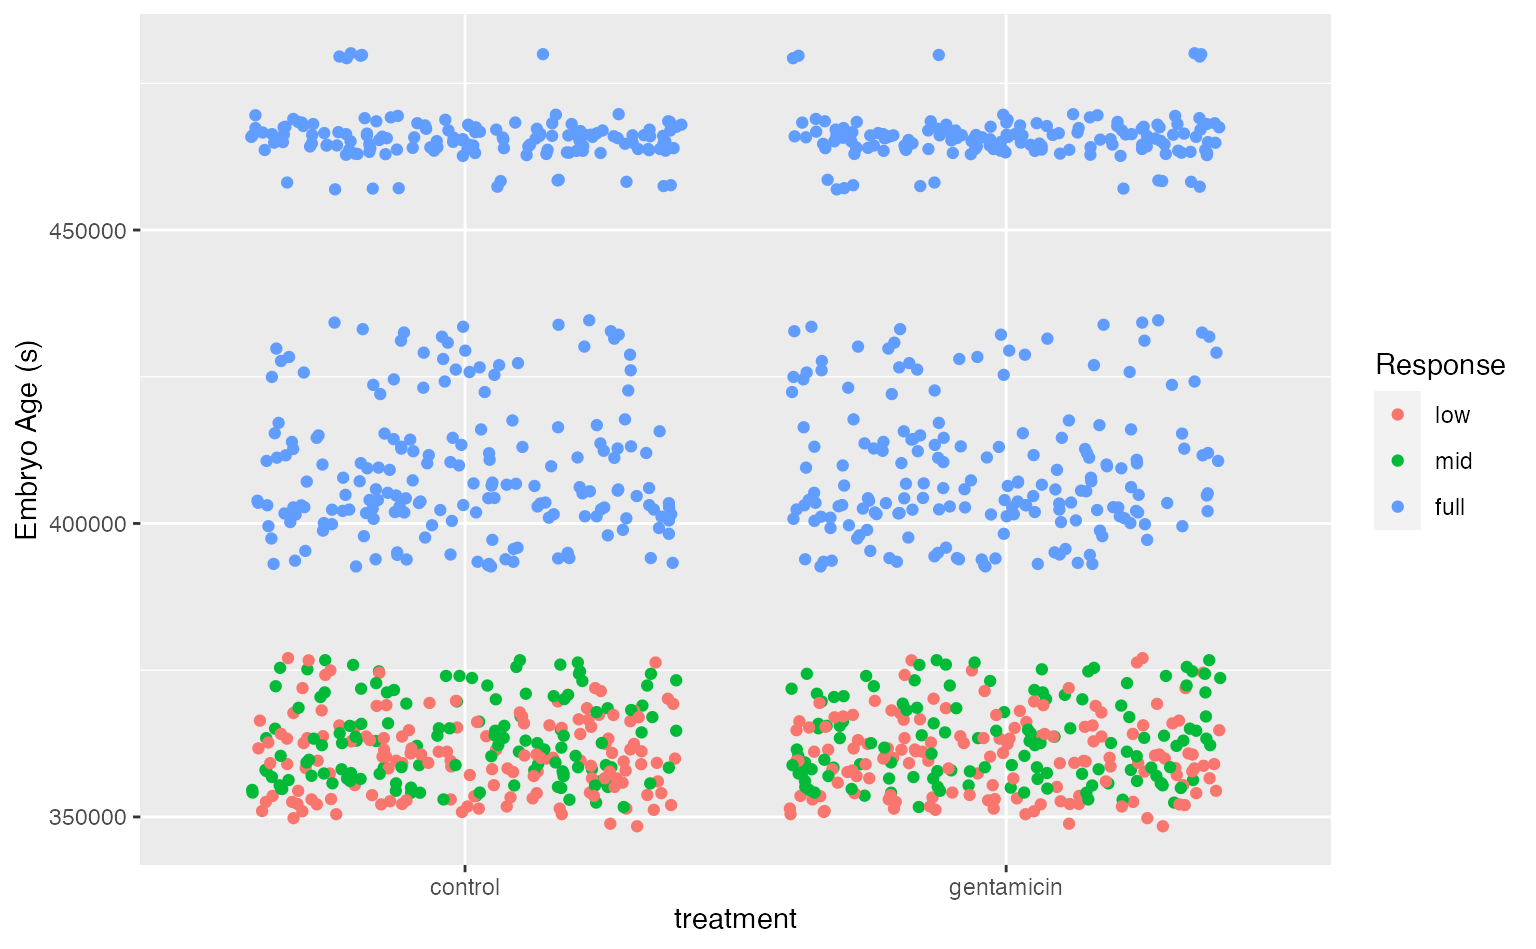 Embryo Age (s)
450000
400000
350000
control
gentamicin
treatment
Response
low
mid
full